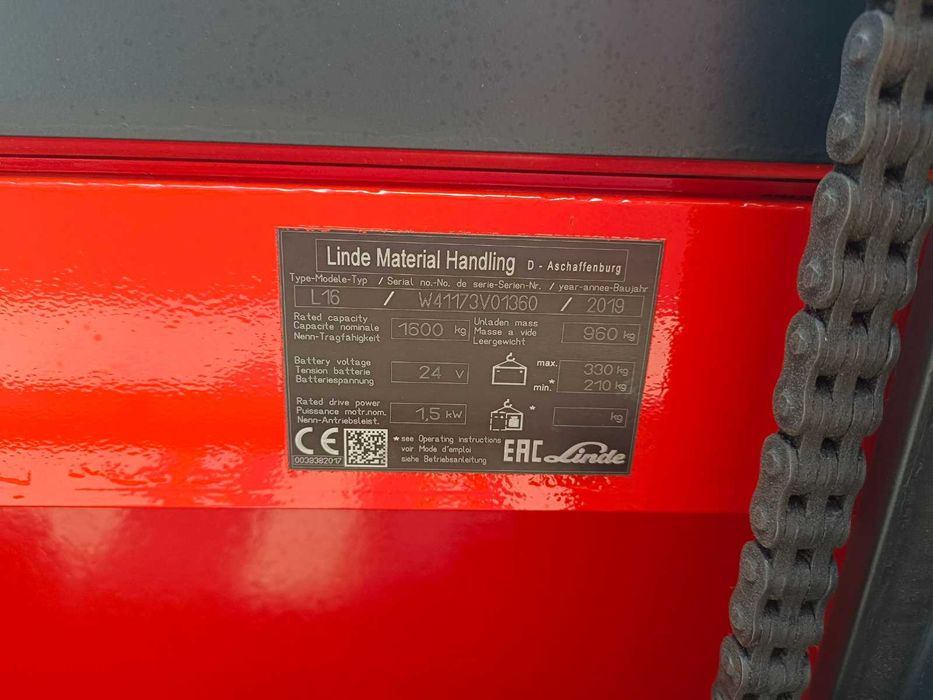 Linde Material Handling D - Aschaffenburg
Type-Modele-Typ / Serial no.-No. de serie-Serien-Nr. / year-annee-Baujahr
L16 / W41173V01360 / 2019
Rated capacity
Capacite nominale
Nenn-Tragfähigkeit
1600 kg
Unladen mass
Masse a vide
Leergewicht
960 kg
Battery voltage
Tension batterie
Batteriespannung
24 V
max. 330 kg
min.* 210 kg
Rated drive power
Puissance motr.nom.
Nenn-Antriebsleist.
1,5 kW
* kg
CE
0039382017
* see Operating instructions
voir Mode d'emploi
siehe Betriebsanleitung
EAC Linde